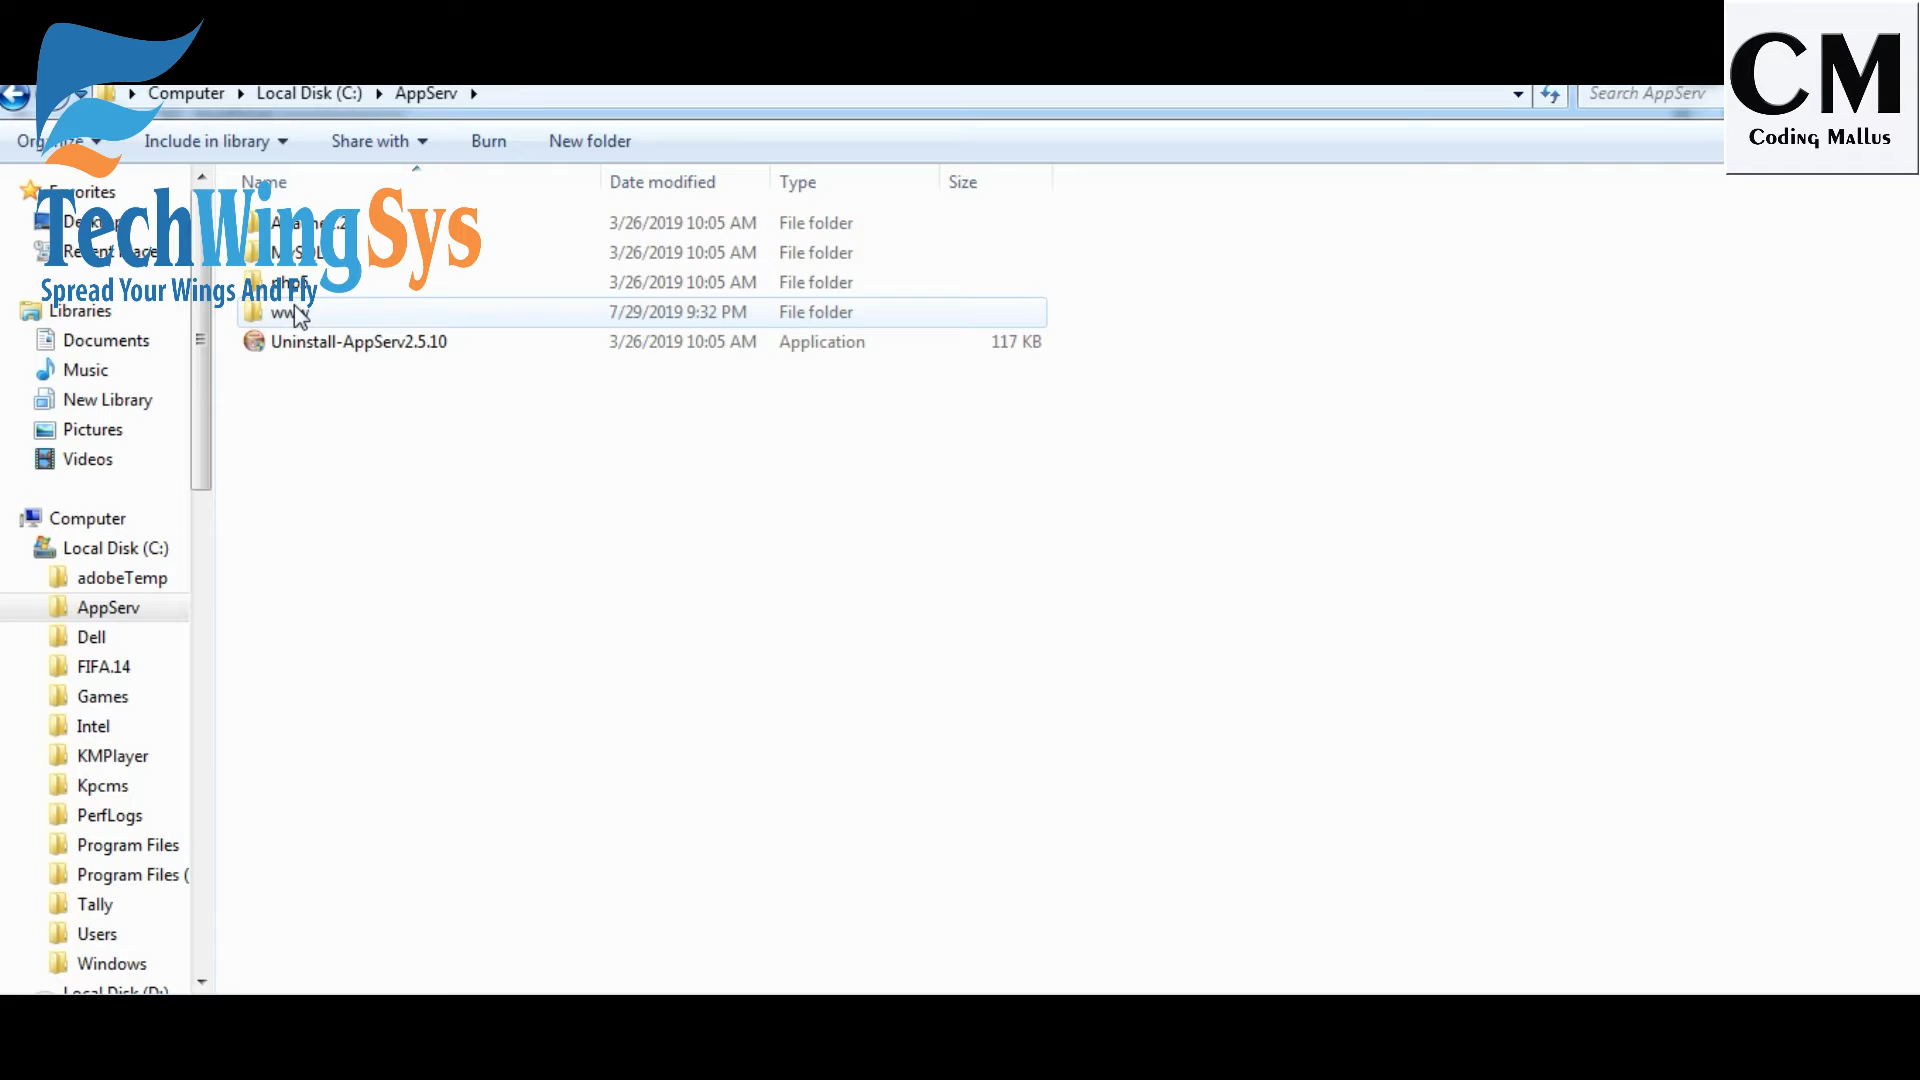 CM
Coding Mallus
Computer Local Disk (C:) AppServ
Search AppServ
Include in library Share with Burn New folder
Name Date modified Type Size
TechWingSys
Spread Your Wings And Fly
3/26/2019 10:05 AM File folder
3/26/2019 10:05 AM File folder
3/26/2019 10:05 AM File folder
www 7/29/2019 9:32 PM File folder
Uninstall-AppServ2.5.10 3/26/2019 10:05 AM Application 117 KB
Favorites
Libraries
Documents
Music
New Library
Pictures
Videos
Computer
Local Disk (C:)
adobeTemp
AppServ
Dell
FIFA.14
Games
Intel
KMPlayer
Kpcms
PerfLogs
Program Files
Program Files (
Tally
Users
Windows
Local Disk (D:)